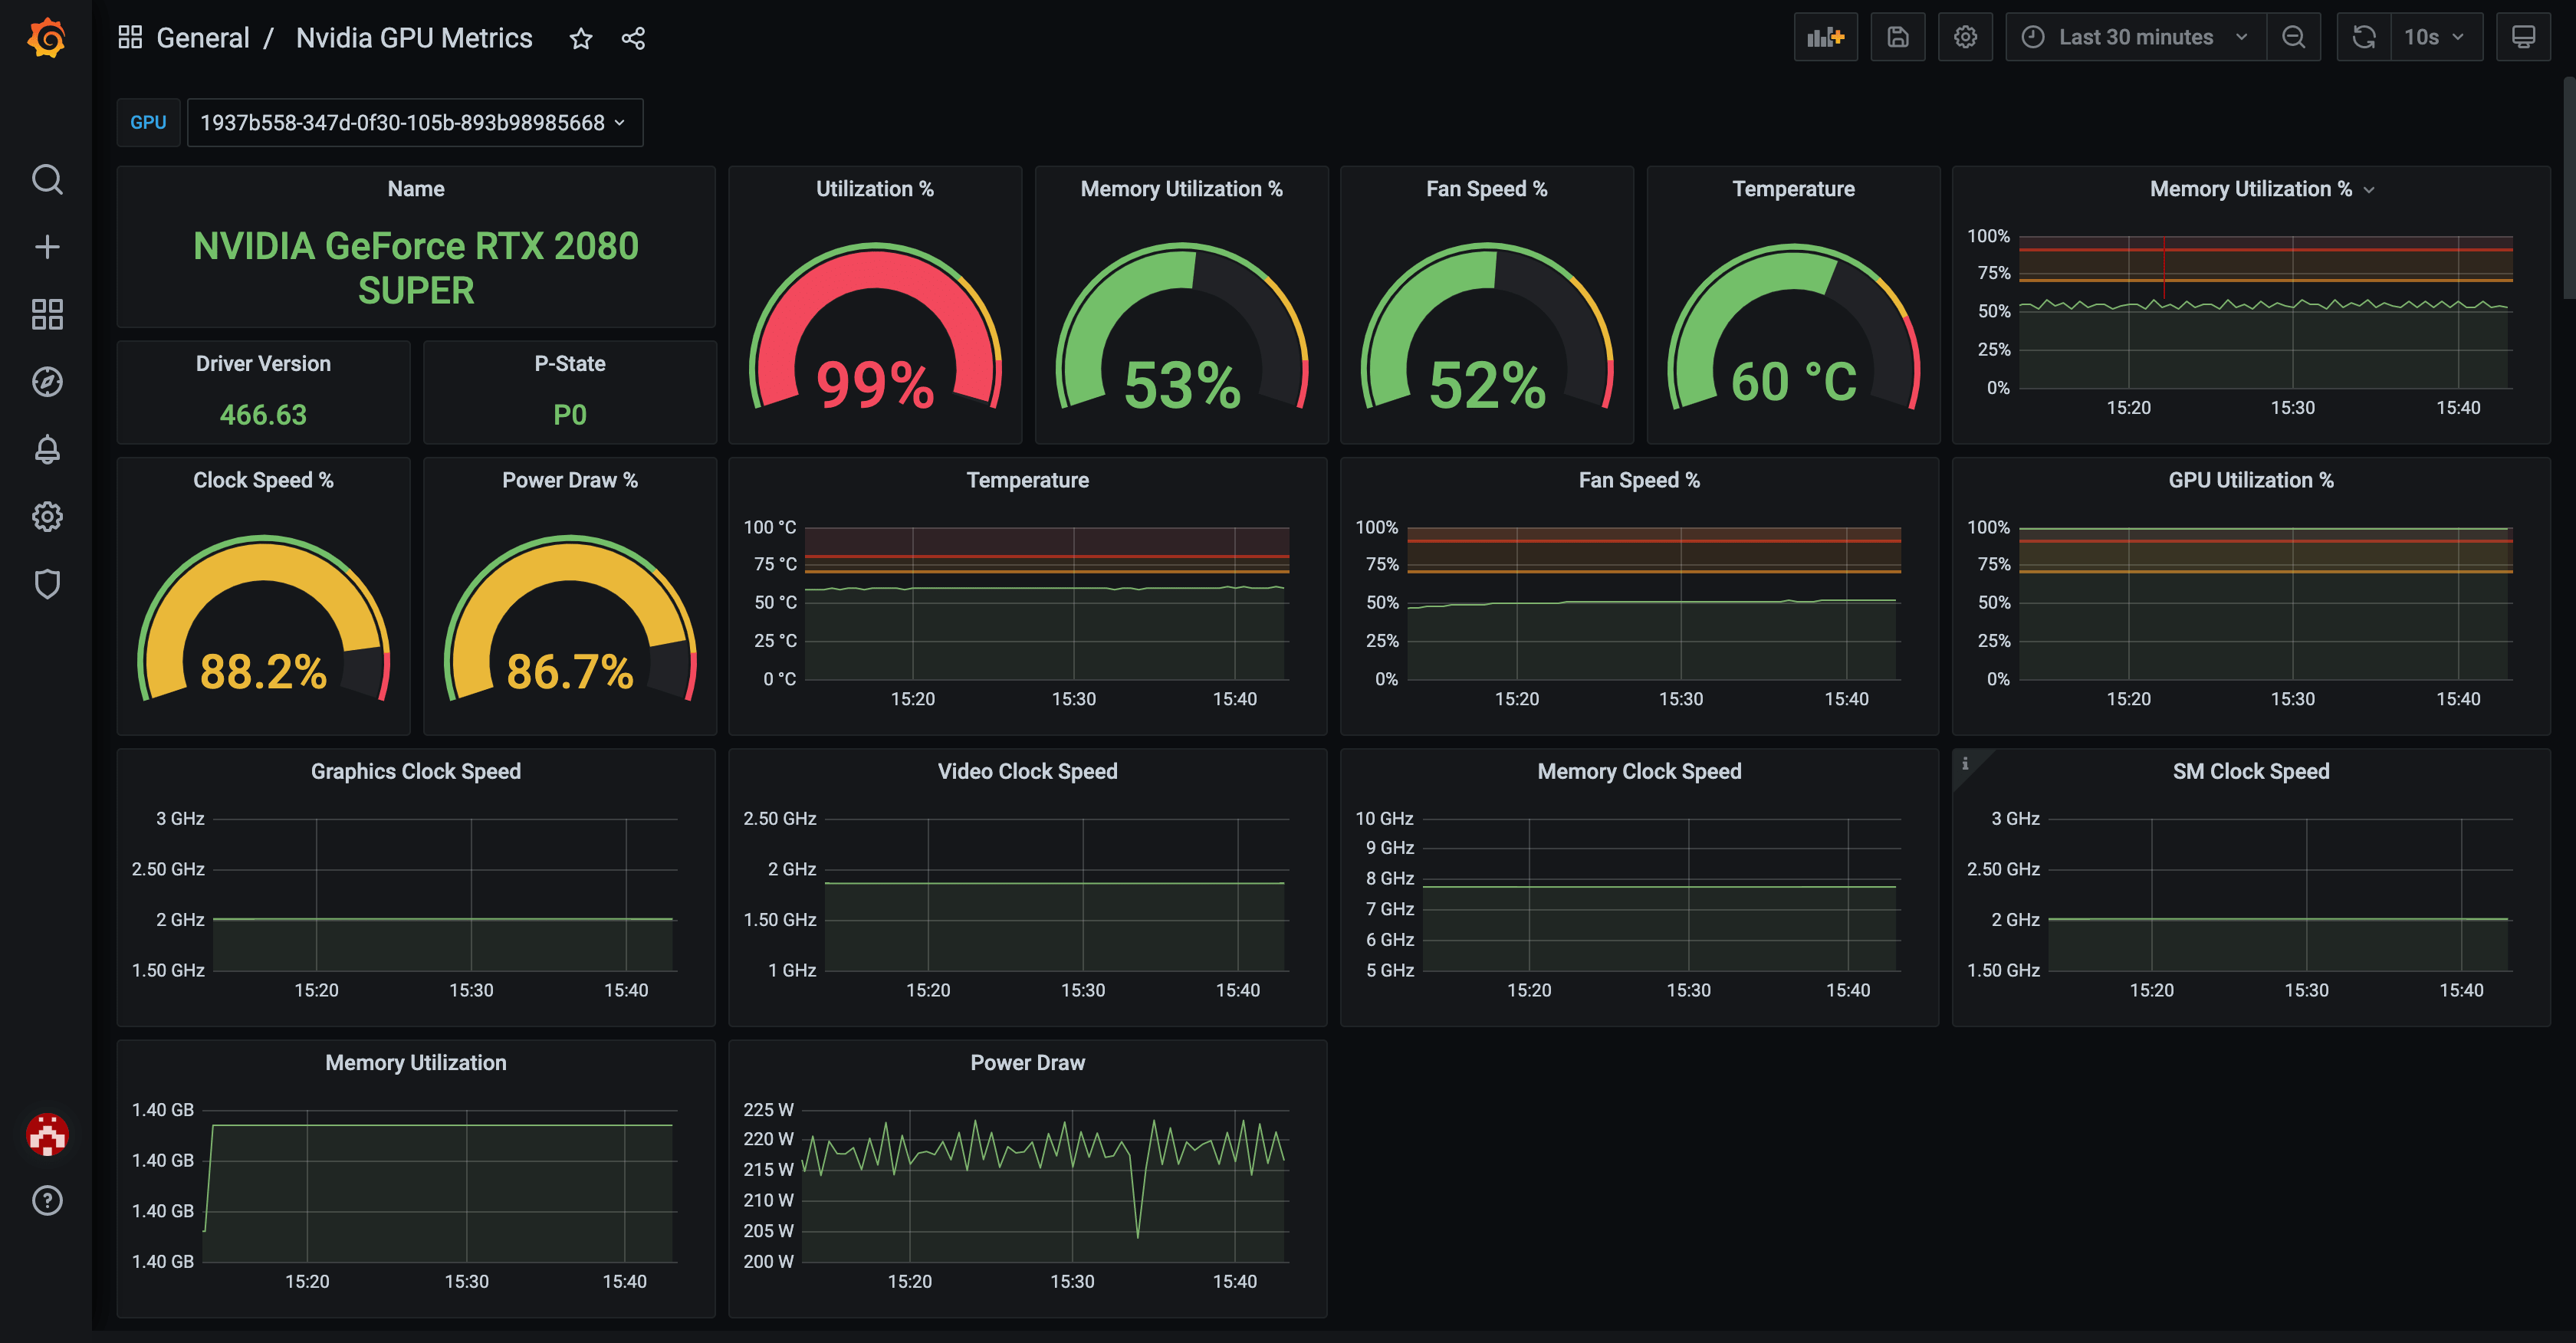 General / Nvidia GPU Metrics
Last 30 minutes
10s
GPU
1937b558-347d-0f30-105b-893b98985668
Name
NVIDIA GeForce RTX 2080
SUPER
Driver Version
466.63
P-State
P0
Utilization %
99%
Memory Utilization %
53%
Fan Speed %
52%
Temperature
60 °C
Memory Utilization %
100%
75%
50%
25%
0%
15:20
15:30
15:40
Clock Speed %
88.2%
Power Draw %
86.7%
Temperature
100 °C
75 °C
50 °C
25 °C
0 °C
15:20
15:30
15:40
Fan Speed %
100%
75%
50%
25%
0%
15:20
15:30
15:40
GPU Utilization %
100%
75%
50%
25%
0%
15:20
15:30
15:40
Graphics Clock Speed
3 GHz
2.50 GHz
2 GHz
1.50 GHz
15:20
15:30
15:40
Video Clock Speed
2.50 GHz
2 GHz
1.50 GHz
1 GHz
15:20
15:30
15:40
Memory Clock Speed
10 GHz
9 GHz
8 GHz
7 GHz
6 GHz
5 GHz
15:20
15:30
15:40
i
SM Clock Speed
3 GHz
2.50 GHz
2 GHz
1.50 GHz
15:20
15:30
15:40
Memory Utilization
1.40 GB
1.40 GB
1.40 GB
1.40 GB
15:20
15:30
15:40
Power Draw
225 W
220 W
215 W
210 W
205 W
200 W
15:20
15:30
15:40